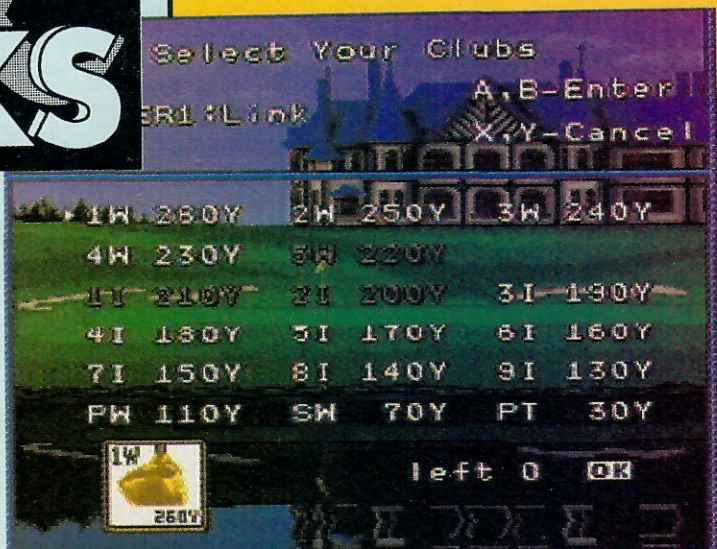 KS
Select Your Clubs
A,B-Enter
ER1:Link
X,Y-Cancel
1W 260Y 2W 250Y 3W 240Y
4W 230Y 5W 220Y
1I 210Y 2I 200Y 3I 190Y
4I 180Y 5I 170Y 6I 160Y
7I 150Y 8I 140Y 9I 130Y
PW 110Y SW 70Y PT 30Y
1W
260Y
left 0 OK